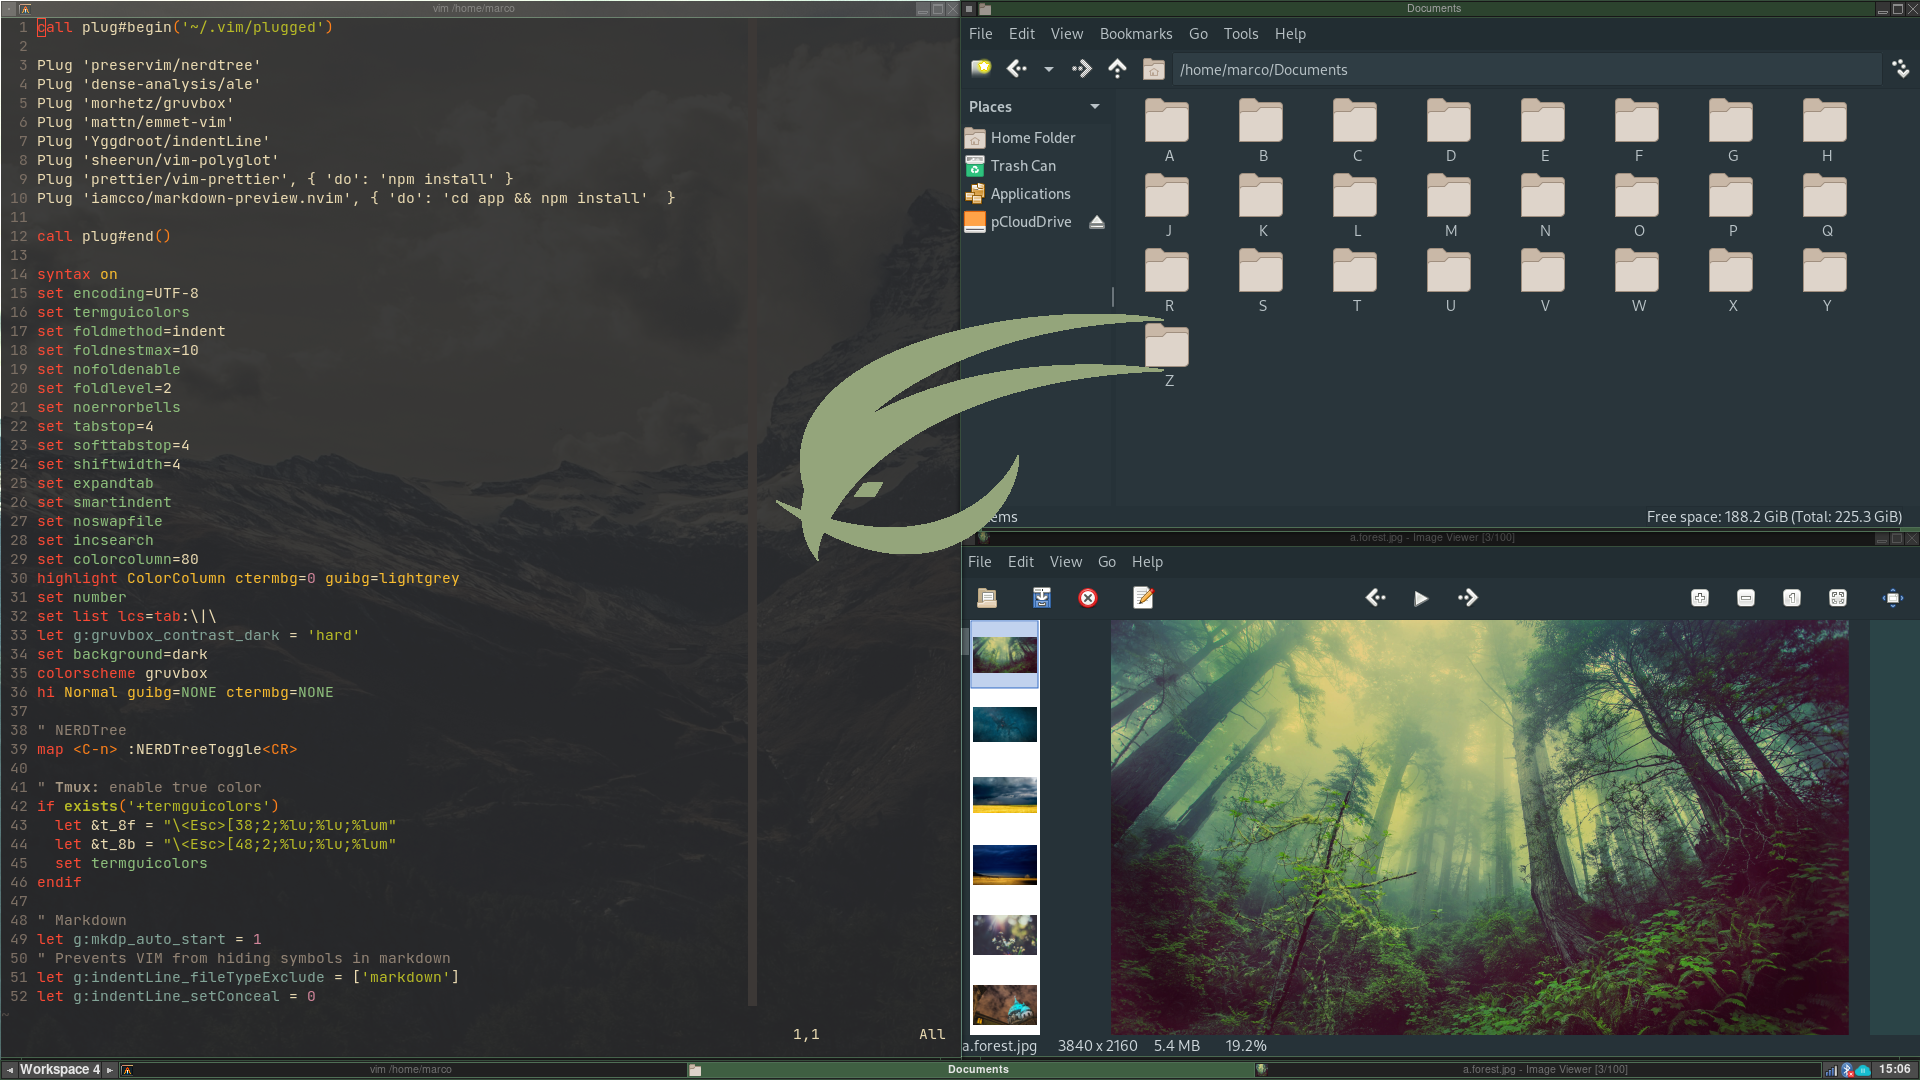 vim /home/marco
1 call plug#begin('~/.vim/plugged')
2
3 Plug 'preservim/nerdtree'
4 Plug 'dense-analysis/ale'
5 Plug 'morhetz/gruvbox'
6 Plug 'mattn/emmet-vim'
7 Plug 'Yggdroot/indentLine'
8 Plug 'sheerun/vim-polyglot'
9 Plug 'prettier/vim-prettier', { 'do': 'npm install' }
10 Plug 'iamcco/markdown-preview.nvim', { 'do': 'cd app && npm install'  }
11
12 call plug#end()
13
14 syntax on
15 set encoding=UTF-8
16 set termguicolors
17 set foldmethod=indent
18 set foldnestmax=10
19 set nofoldenable
20 set foldlevel=2
21 set noerrorbells
22 set tabstop=4
23 set softtabstop=4
24 set shiftwidth=4
25 set expandtab
26 set smartindent
27 set noswapfile
28 set incsearch
29 set colorcolumn=80
30 highlight ColorColumn ctermbg=0 guibg=lightgrey
31 set number
32 set list lcs=tab:\|\
33 let g:gruvbox_contrast_dark = 'hard'
34 set background=dark
35 colorscheme gruvbox
36 hi Normal guibg=NONE ctermbg=NONE
37
38 " NERDTree
39 map <C-n> :NERDTreeToggle<CR>
40
41 " Tmux: enable true color
42 if exists('+termguicolors')
43   let &t_8f = "\<Esc>[38;2;%lu;%lu;%lum"
44   let &t_8b = "\<Esc>[48;2;%lu;%lu;%lum"
45   set termguicolors
46 endif
47
48 " Markdown
49 let g:mkdp_auto_start = 1
50 " Prevents VIM from hiding symbols in markdown
51 let g:indentLine_fileTypeExclude = ['markdown']
52 let g:indentLine_setConceal = 0
~
1,1 All
Documents
File Edit View Bookmarks Go Tools Help
/home/marco/Documents
Places
Home Folder
Trash Can
Applications
pCloudDrive
A B C D E F G H
J K L M N O P Q
R S T U V W X Y
Z
ems Free space: 188.2 GiB (Total: 225.3 GiB)
a.forest.jpg - Image Viewer [3/100]
File Edit View Go Help
a.forest.jpg 3840 x 2160 5.4 MB 19.2%
Workspace 4 vim /home/marco Documents a.forest.jpg - Image Viewer [3/100] 15:06